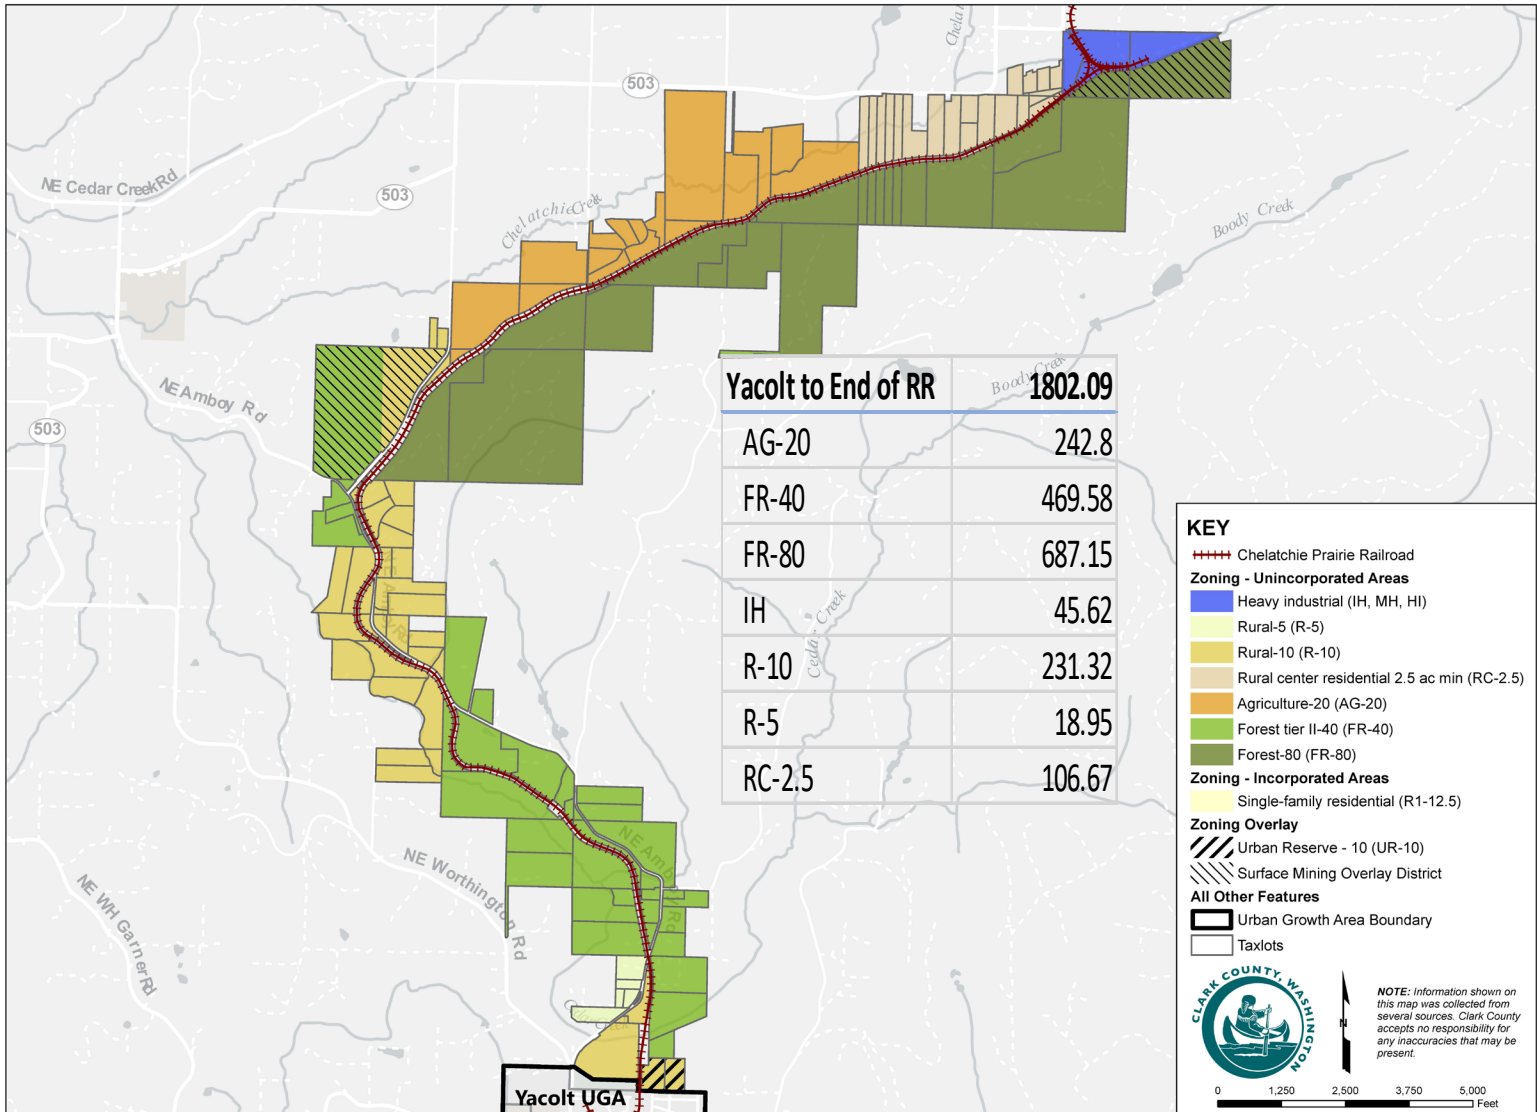 503
Chela
NE Cedar Creek Rd
503
Chelatchie Creek
Boody Creek
NE Amboy Rd
503
Boody Creek
Yacolt to End of RR 1802.09
AG-20 242.8
FR-40 469.58
FR-80 687.15
IH 45.62
R-10 231.32
R-5 18.95
RC-2.5 106.67
Cedar Creek
NE Amboy Rd
NE Worthington Rd
NE WH Garner Rd
Yacolt UGA
KEY
Chelatchie Prairie Railroad
Zoning - Unincorporated Areas
Heavy industrial (IH, MH, HI)
Rural-5 (R-5)
Rural-10 (R-10)
Rural center residential 2.5 ac min (RC-2.5)
Agriculture-20 (AG-20)
Forest tier II-40 (FR-40)
Forest-80 (FR-80)
Zoning - Incorporated Areas
Single-family residential (R1-12.5)
Zoning Overlay
Urban Reserve - 10 (UR-10)
Surface Mining Overlay District
All Other Features
Urban Growth Area Boundary
Taxlots
CLARK COUNTY, WASHINGTON
N
NOTE: Information shown on
this map was collected from
several sources. Clark County
accepts no responsibility for
any inaccuracies that may be
present.
0 1,250 2,500 3,750 5,000
Feet